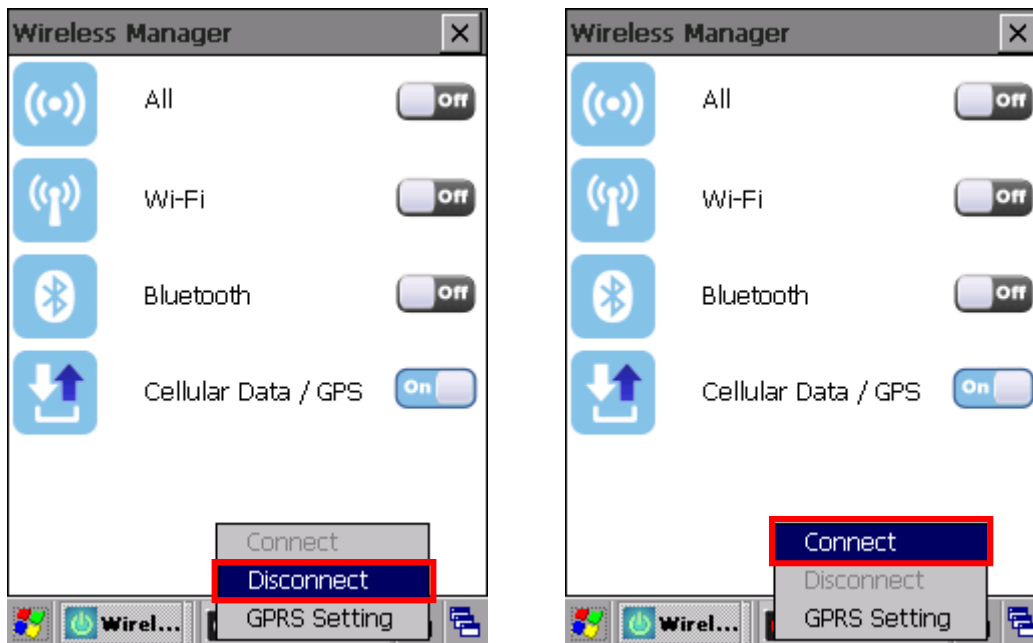 Wireless Manager
All
Off
Wi-Fi
Off
Bluetooth
Off
Cellular Data / GPS
On
Connect
Disconnect
GPRS Setting
Wirel...
Wireless Manager
All
Off
Wi-Fi
Off
Bluetooth
Off
Cellular Data / GPS
On
Connect
Disconnect
GPRS Setting
Wirel...